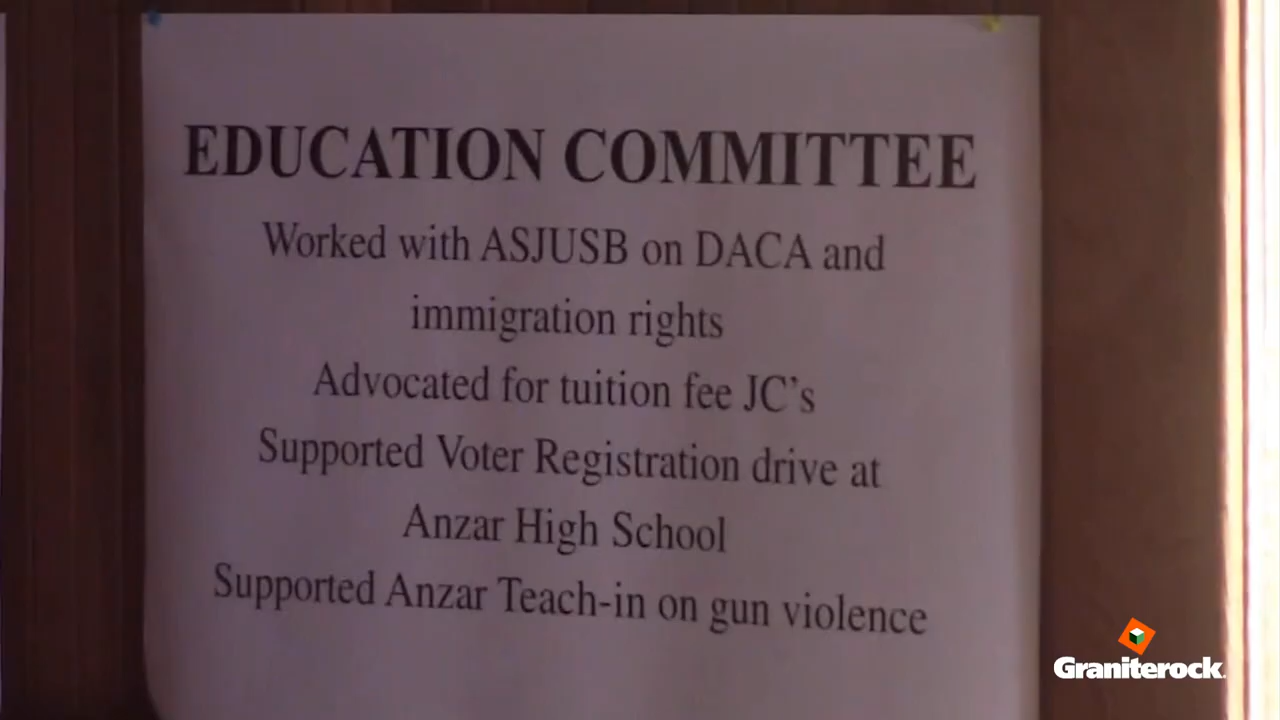 EDUCATION COMMITTEE
Worked with ASJUSB on DACA and
immigration rights
Advocated for tuition fee JC's
Supported Voter Registration drive at
Anzar High School
Supported Anzar Teach-in on gun violence
Graniterock.